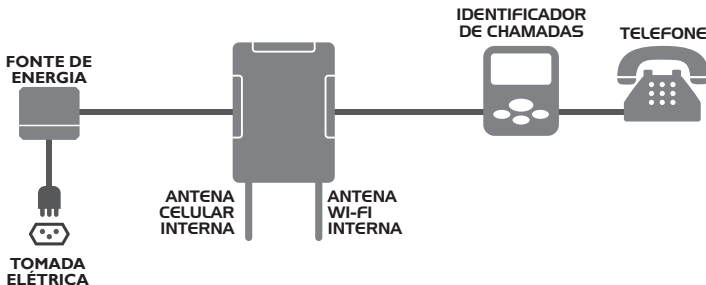 IDENTIFICADOR
DE CHAMADAS
TELEFONE
FONTE DE
ENERGIA
ANTENA
CELULAR
INTERNA
ANTENA
WI-FI
INTERNA
TOMADA
ELÉTRICA